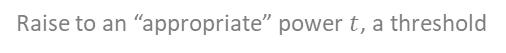 Raise to an “appropriate” power t, a threshold